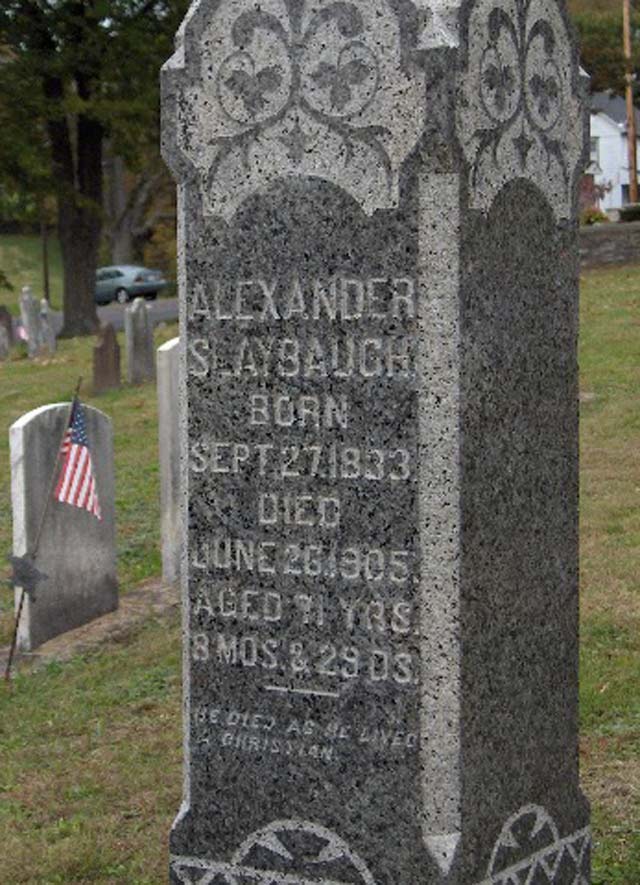 ALEXANDER
SLAYBAUGH
BORN
SEPT. 27. 1833
DIED
JUNE 26. 1905.
AGED 71 YRS.
8 MOS. & 29 DS.
HE DIED AS HE LIVED
A CHRISTIAN.